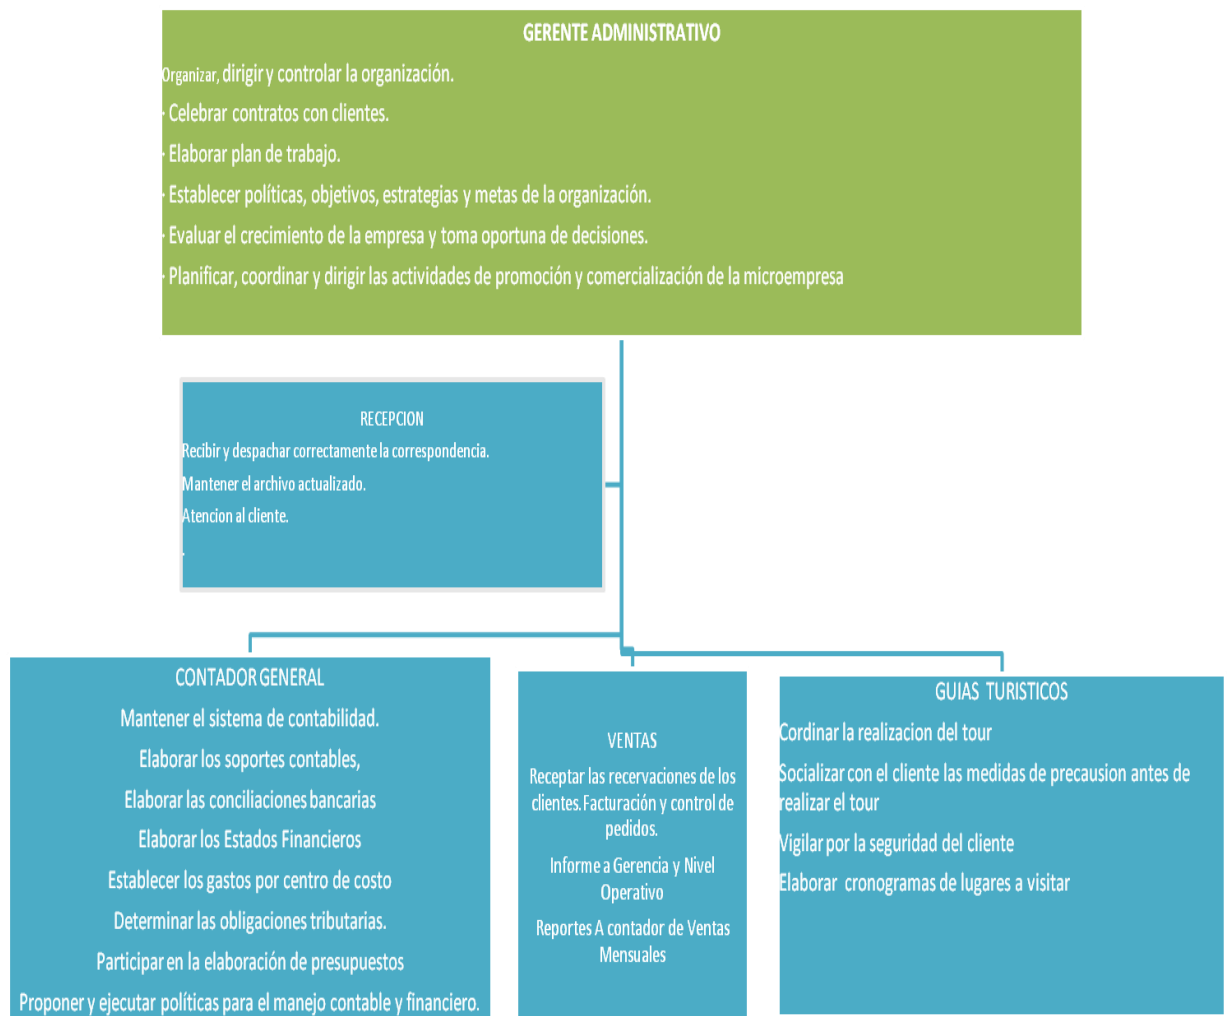 GERENTE ADMINISTRATIVO
Organizar, dirigir y controlar la organización.
· Celebrar contratos con clientes.
· Elaborar plan de trabajo.
· Establecer políticas, objetivos, estrategias y metas de la organización.
· Evaluar el crecimiento de la empresa y toma oportuna de decisiones.
· Planificar, coordinar y dirigir las actividades de promoción y comercialización de la microempresa
RECEPCION
Recibir y despachar correctamente la correspondencia.
Mantener el archivo actualizado.
Atencion al cliente.
.
CONTADOR GENERAL
Mantener el sistema de contabilidad.
Elaborar los soportes contables,
Elaborar las conciliaciones bancarias
Elaborar los Estados Financieros
Establecer los gastos por centro de costo
Determinar las obligaciones tributarias.
Participar en la elaboración de presupuestos
Proponer y ejecutar políticas para el manejo contable y financiero.
VENTAS
Receptar las recervaciones de los
clientes. Facturación y control de
pedidos.
Informe a Gerencia y Nivel
Operativo
Reportes A contador de Ventas
Mensuales
GUIAS TURISTICOS
Cordinar la realizacion del tour
Socializar con el cliente las medidas de precausion antes de
realizar el tour
Vigilar por la seguridad del cliente
Elaborar cronogramas de lugares a visitar